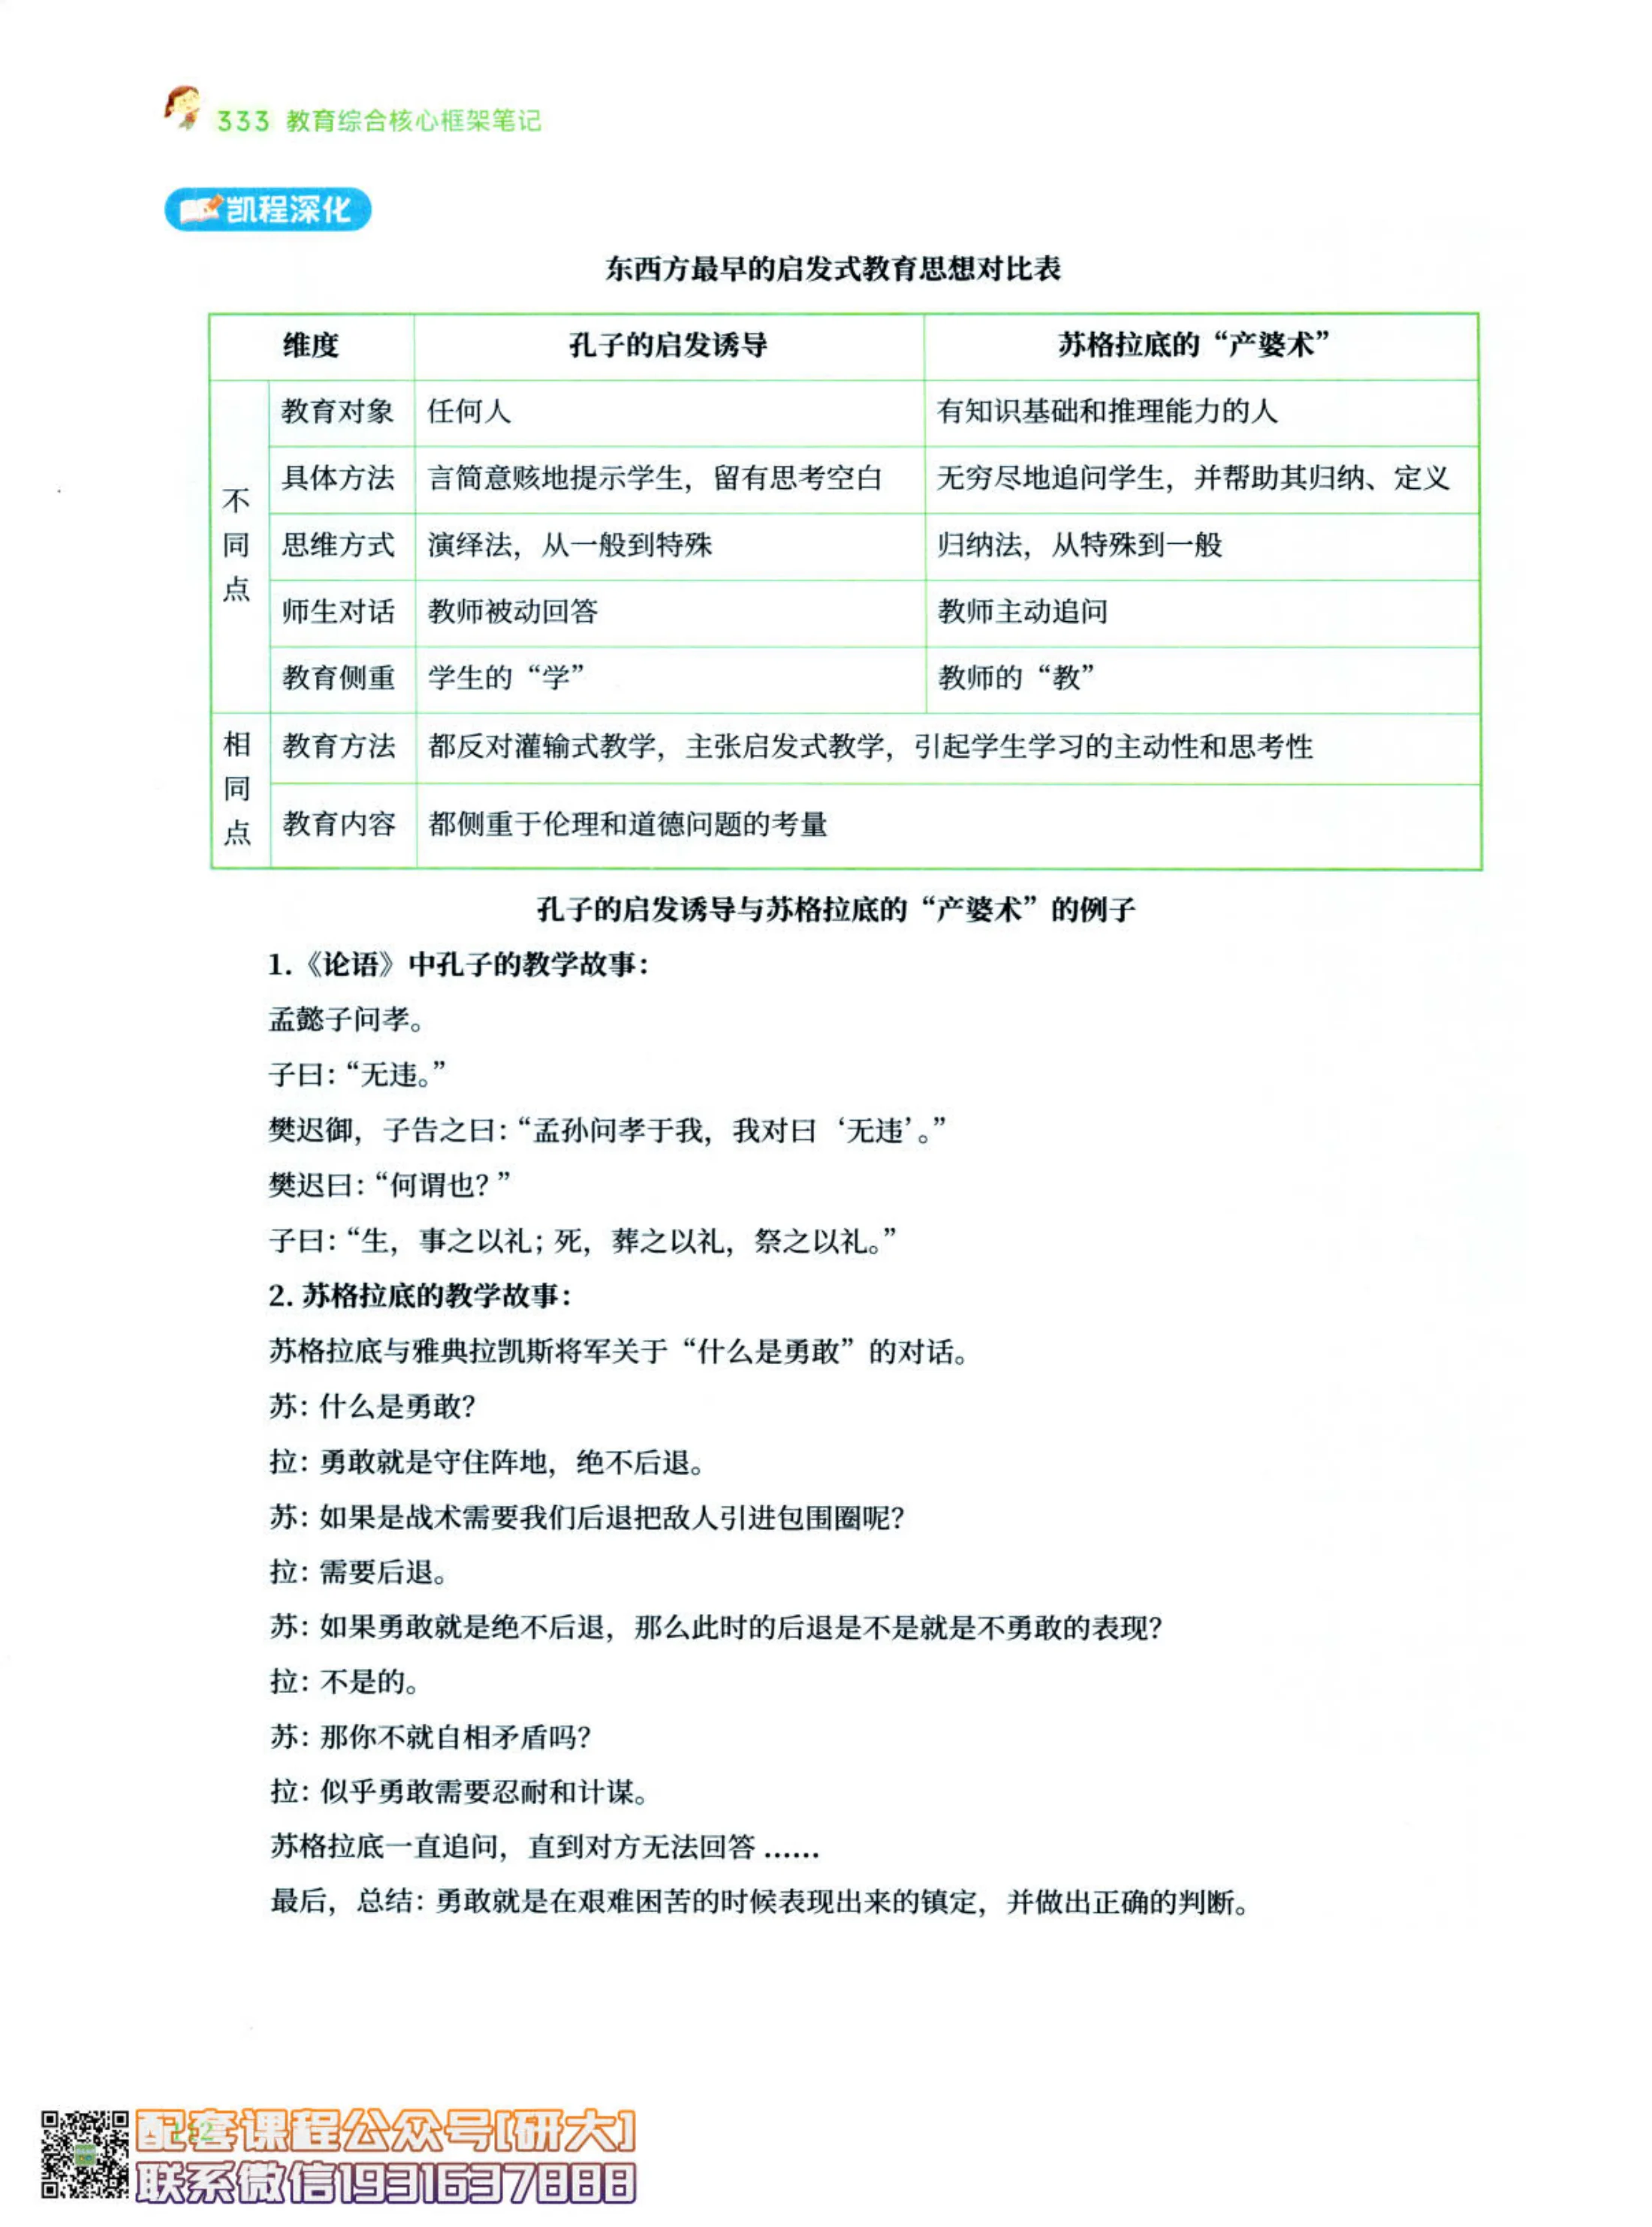 333 教育综合核心框架笔记
凯程深化
东西方最早的启发式教育思想对比表
维度 孔子的启发诱导 苏格拉底的“产婆术”
不同点
教育对象 任何人 有知识基础和推理能力的人
具体方法 言简意赅地提示学生，留有思考空白 无穷尽地追问学生，并帮助其归纳、定义
思维方式 演绎法，从一般到特殊 归纳法，从特殊到一般
师生对话 教师被动回答 教师主动追问
教育侧重 学生的“学” 教师的“教”
相同点
教育方法 都反对灌输式教学，主张启发式教学，引起学生学习的主动性和思考性
教育内容 都侧重于伦理和道德问题的考量
孔子的启发诱导与苏格拉底的“产婆术”的例子
1.《论语》中孔子的教学故事：
孟懿子问孝。
子曰：“无违。”
樊迟御，子告之曰：“孟孙问孝于我，我对曰‘无违’。”
樊迟曰：“何谓也？”
子曰：“生，事之以礼；死，葬之以礼，祭之以礼。”
2. 苏格拉底的教学故事：
苏格拉底与雅典拉凯斯将军关于“什么是勇敢”的对话。
苏：什么是勇敢？
拉：勇敢就是守住阵地，绝不后退。
苏：如果是战术需要我们后退把敌人引进包围圈呢？
拉：需要后退。
苏：如果勇敢就是绝不后退，那么此时的后退是不是就是不勇敢的表现？
拉：不是的。
苏：那你不就自相矛盾吗？
拉：似乎勇敢需要忍耐和计谋。
苏格拉底一直追问，直到对方无法回答……
最后，总结：勇敢就是在艰难困苦的时候表现出来的镇定，并做出正确的判断。
112
配套课程公众号[研大]
联系微信1931637888